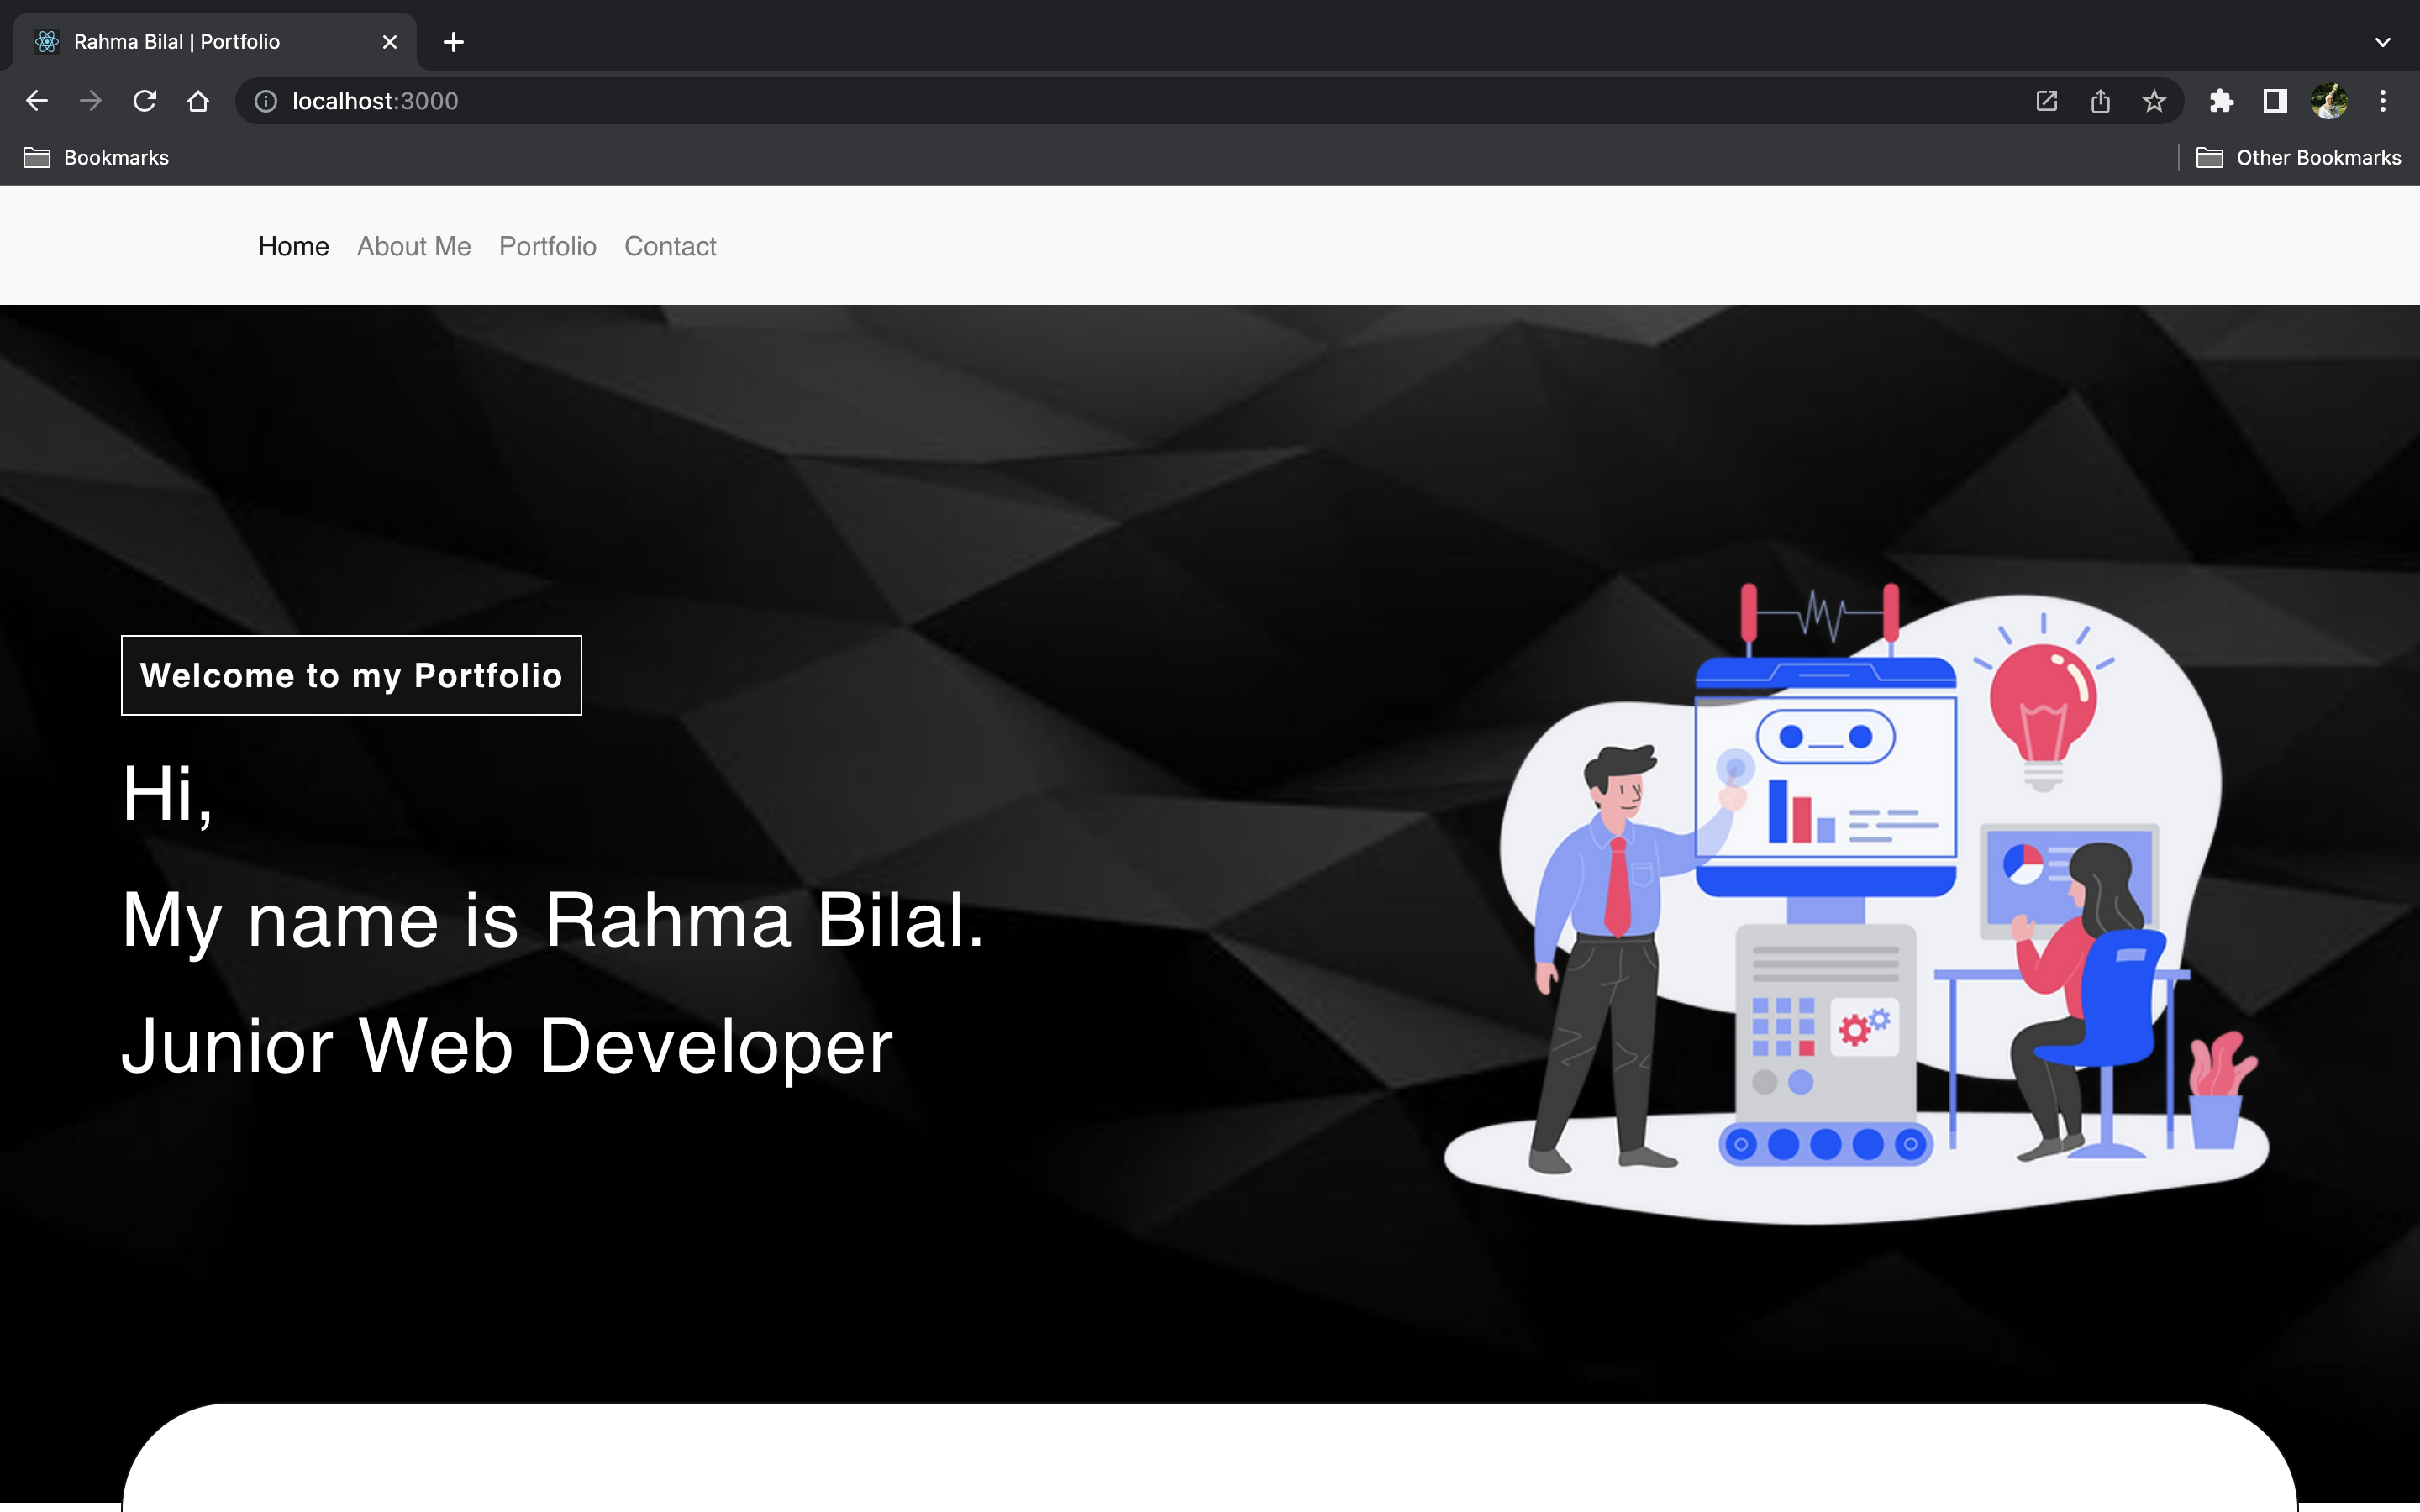 Rahma Bilal | Portfolio
localhost:3000
Bookmarks
Other Bookmarks
Home About Me Portfolio Contact
Welcome to my Portfolio
Hi,
My name is Rahma Bilal.
Junior Web Developer